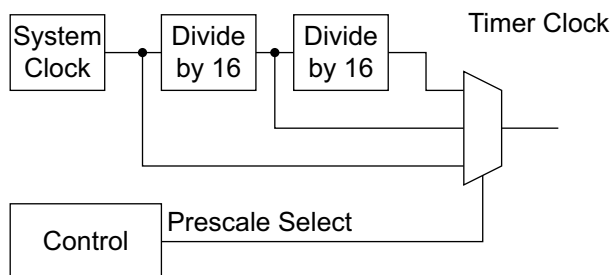 Timer Clock
System
Clock
Divide
by 16
Divide
by 16
Prescale Select
Control